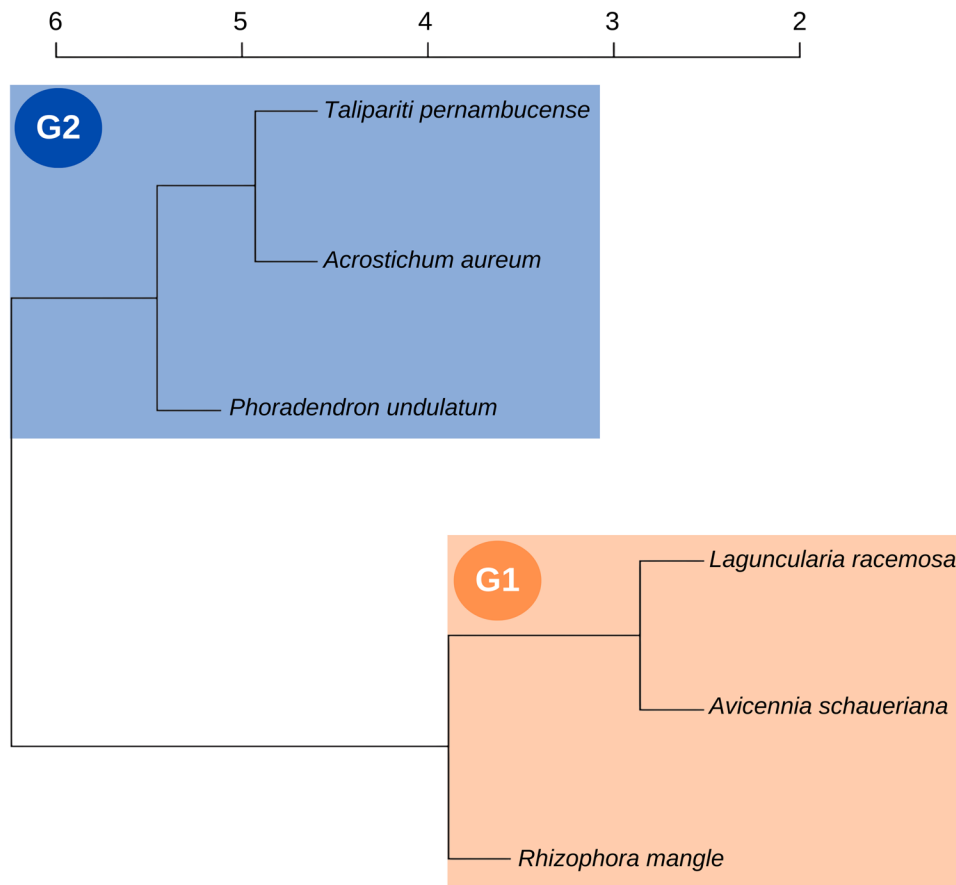 6 5 4 3 2
G2
Talipariti pernambucense
Acrostichum aureum
Phoradendron undulatum
G1
Laguncularia racemosa
Avicennia schaueriana
Rhizophora mangle